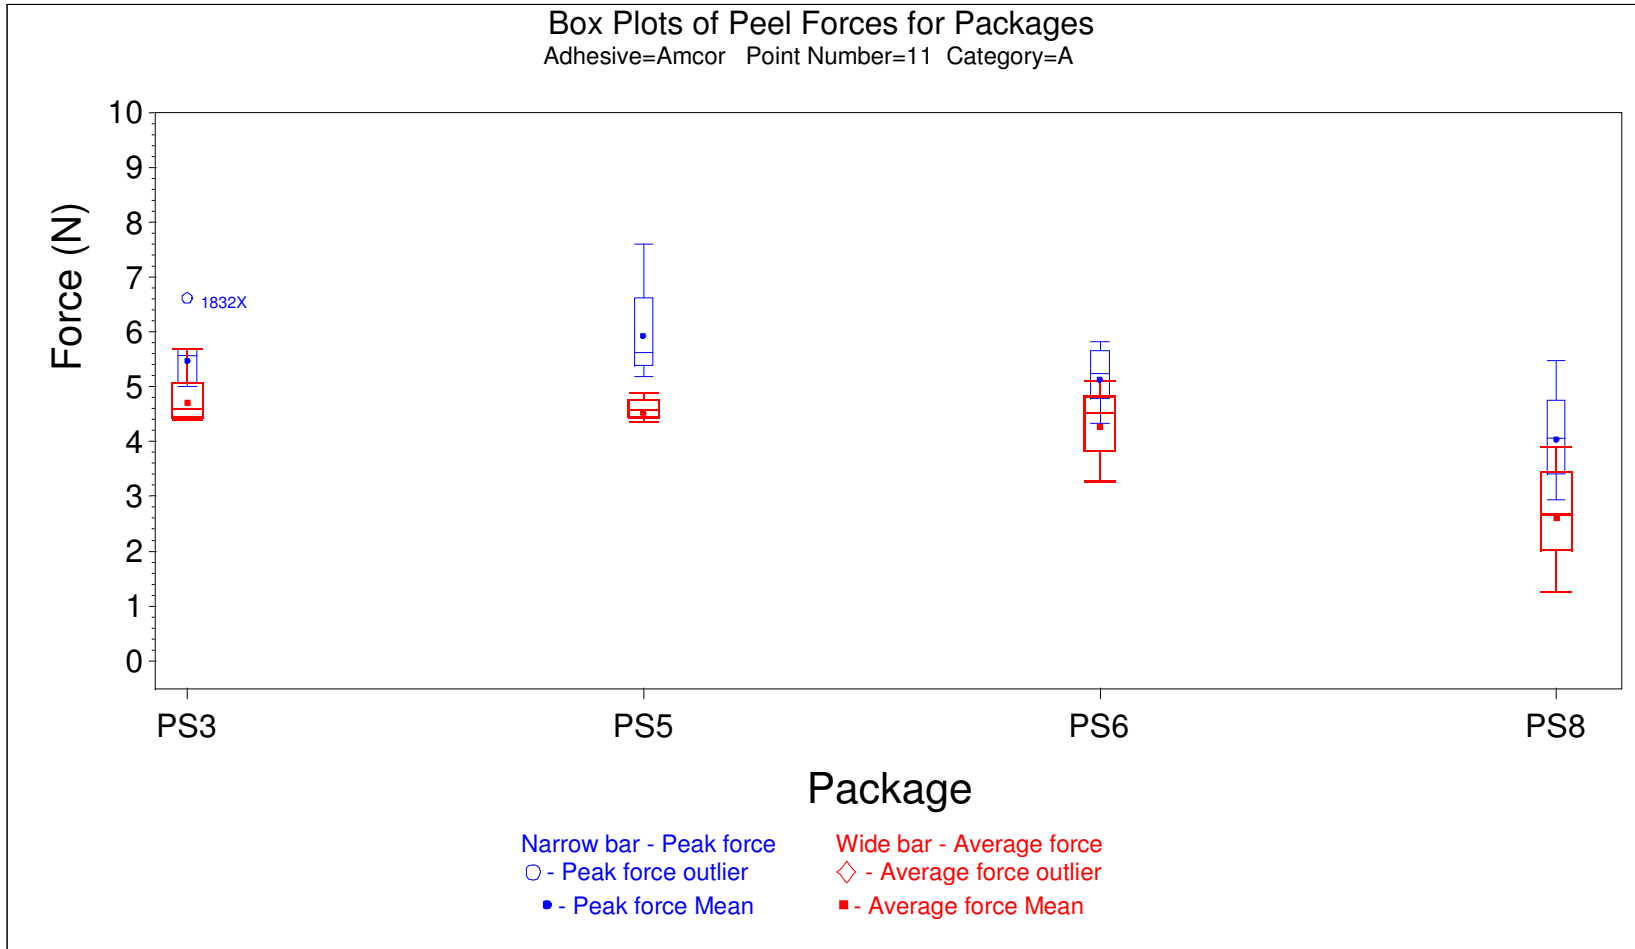 Box Plots of Peel Forces for Packages
Adhesive=Amcor Point Number=11 Category=A
10
9
8
7
6
5
4
3
2
1
0
Force (N)
1832X
PS3 PS5 PS6 PS8
Package
Narrow bar - Peak force Wide bar - Average force
- Peak force outlier - Average force outlier
- Peak force Mean - Average force Mean